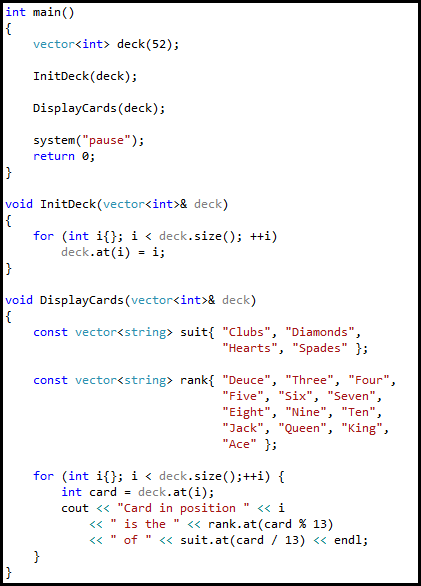 int main()
{
    vector<int> deck(52);

    InitDeck(deck);

    DisplayCards(deck);

    system("pause");
    return 0;
}

void InitDeck(vector<int>& deck)
{
    for (int i{}; i < deck.size(); ++i)
        deck.at(i) = i;
}

void DisplayCards(vector<int>& deck)
{
    const vector<string> suit{ "Clubs", "Diamonds",
                               "Hearts", "Spades" };

    const vector<string> rank{ "Deuce", "Three", "Four",
                               "Five", "Six", "Seven",
                               "Eight", "Nine", "Ten",
                               "Jack", "Queen", "King",
                               "Ace" };

    for (int i{}; i < deck.size();++i) {
        int card = deck.at(i);
        cout << "Card in position " << i
            << " is the " << rank.at(card % 13)
            << " of " << suit.at(card / 13) << endl;
    }
}